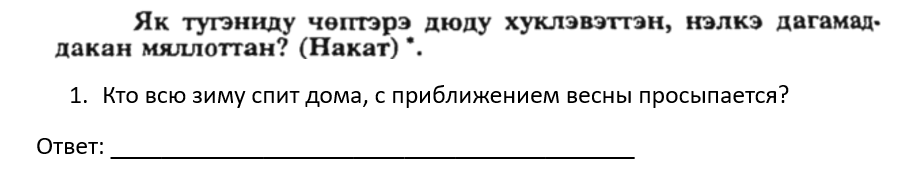 Як тугэниду чөптэрэ дюду хуклэвэттэн, нэлкэ дагамад-
дакан мяллоттан? (Накат) *.
1. Кто всю зиму спит дома, с приближением весны просыпается?
Ответ: ________________________________________